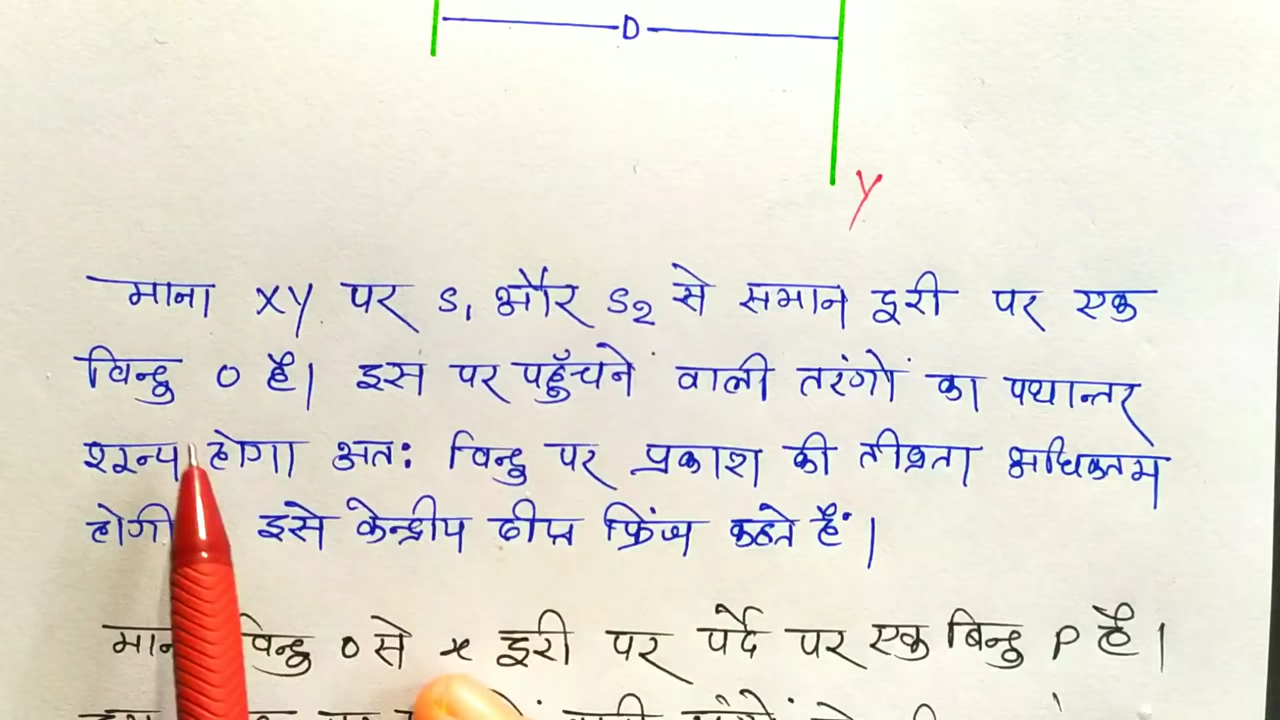 D
Y
माना XY पर S₁ और S₂ से समान दूरी पर एक
विन्दु O है। इस पर पहुँचने वाली तरंगों का पथान्तर
शून्य होगा अत: विन्दु पर प्रकाश की तीव्रता अधिकतम
होगी इसे केन्द्रीय दीप्त फ्रिंज कहते हैं।
विन्दु O से x दूरी पर पर्दे पर एक बिन्दु P है।